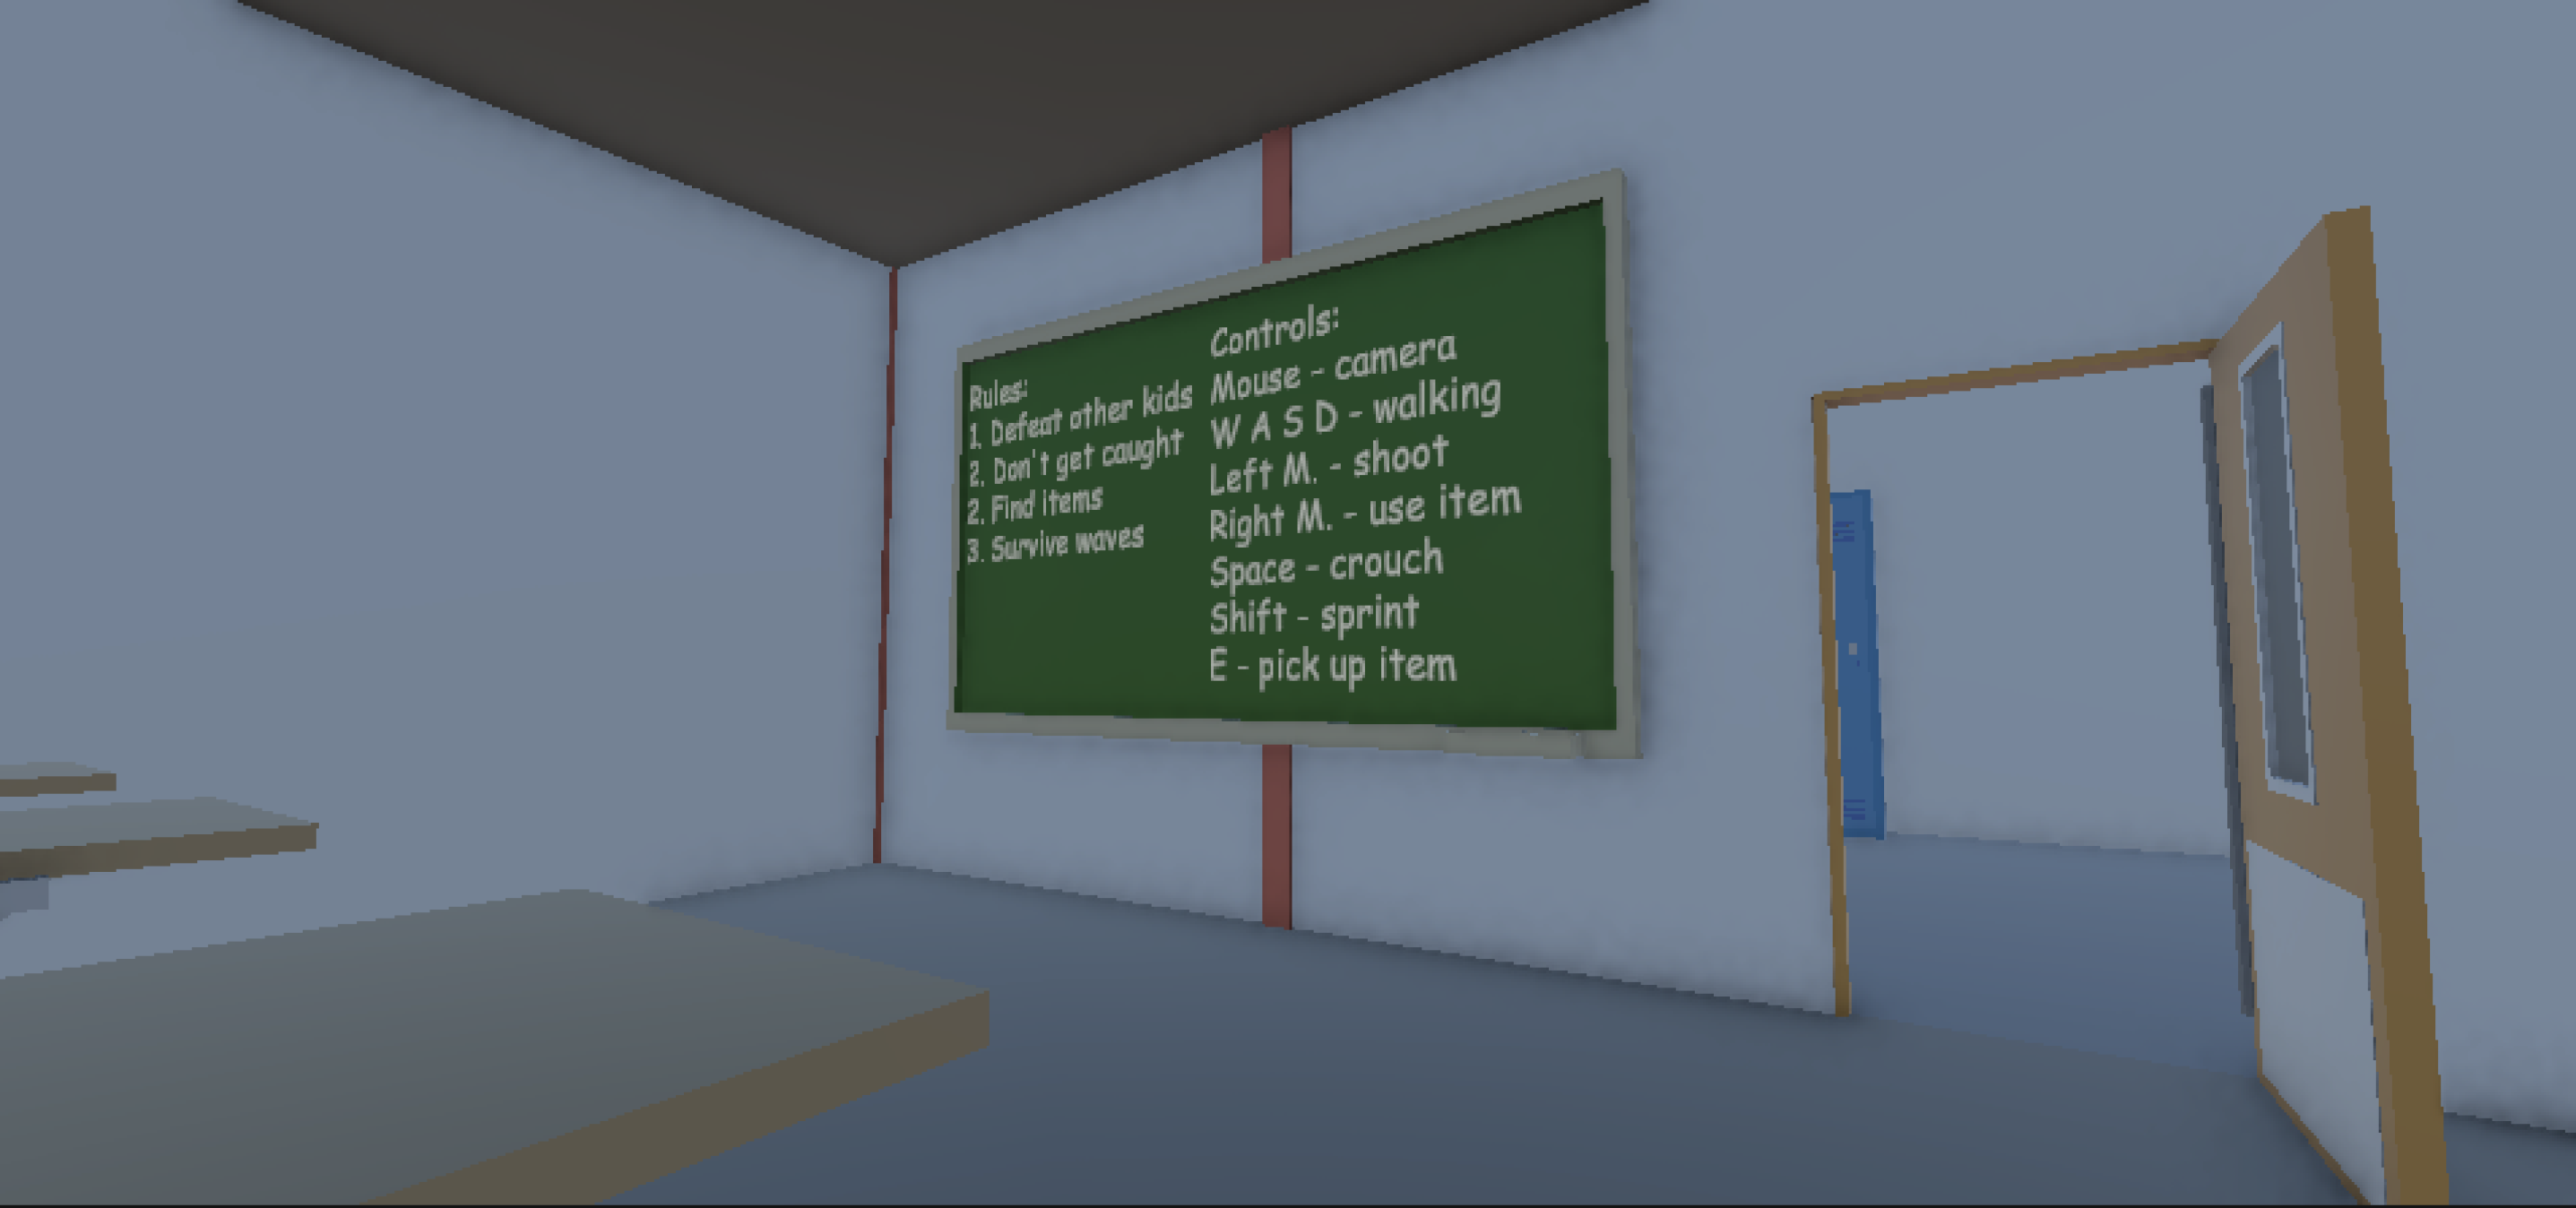 Rules:
1. Defeat other kids
2. Don't get caught
2. Find items
3. Survive waves
Controls:
Mouse - camera
W A S D - walking
Left M. - shoot
Right M. - use item
Space - crouch
Shift - sprint
E - pick up item